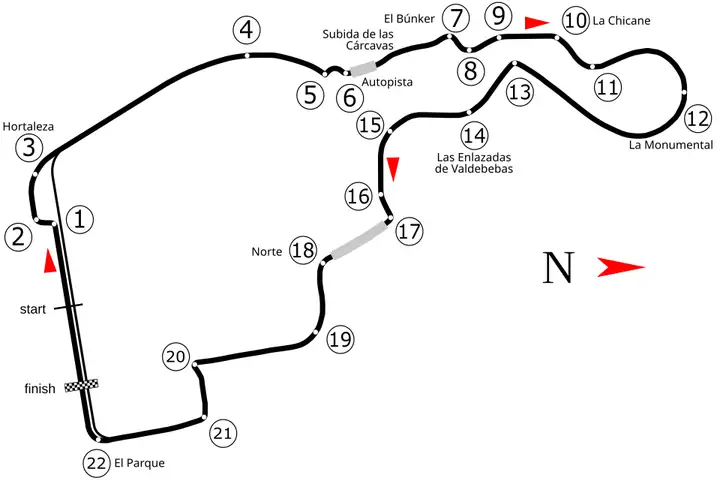 El Búnker
7
9
10
La Chicane
4
Subida de las
Cárcavas
8
5
6
Autopista
11
13
12
Hortaleza
3
15
14
La Monumental
Las Enlazadas
de Valdebebas
16
1
2
17
Norte
18
N
start
19
20
finish
21
22
El Parque